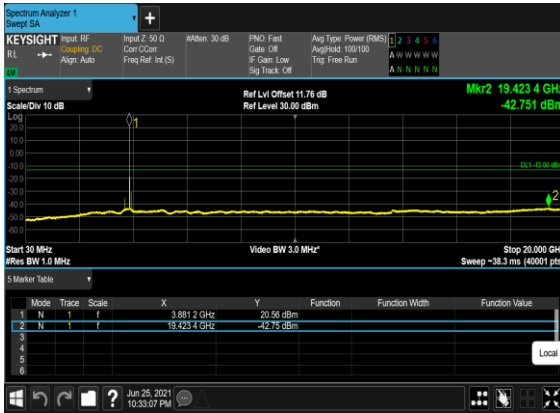 Spectrum Analyzer 1
Swept SA
+
KEYSIGHT Input: RF Input Z: 50 Ω #Atten: 30 dB PNO: Fast Avg Type: Power (RMS) 1 2 3 4 5 6
RL Coupling: DC Corr CCorr Gate: Off Avg|Hold: 100/100 A W W W W W
Align: Auto Freq Ref: Int (S) IF Gain: Low Trig: Free Run
Sig Track: Off A N N N N N
1 Spectrum Ref Lvl Offset 11.76 dB Mkr2 19.423 4 GHz
Scale/Div 10 dB Ref Level 30.00 dBm -42.751 dBm
Log
20.0
10.0
0.00
-10.0
-20.0
-30.0
-40.0
-50.0
-60.0
1
DL1 -13.00 dBm
2
Start 30 MHz Video BW 3.0 MHz* Stop 20.000 GHz
#Res BW 1.0 MHz Sweep ~38.3 ms (40001 pts)
5 Marker Table
Mode Trace Scale X Y Function Function Width Function Value
1 N 1 f 3.881 2 GHz 20.56 dBm
2 N 1 f 19.423 4 GHz -42.75 dBm
3
4
5
6
Local
? Jun 25, 2021
10:33:07 PM